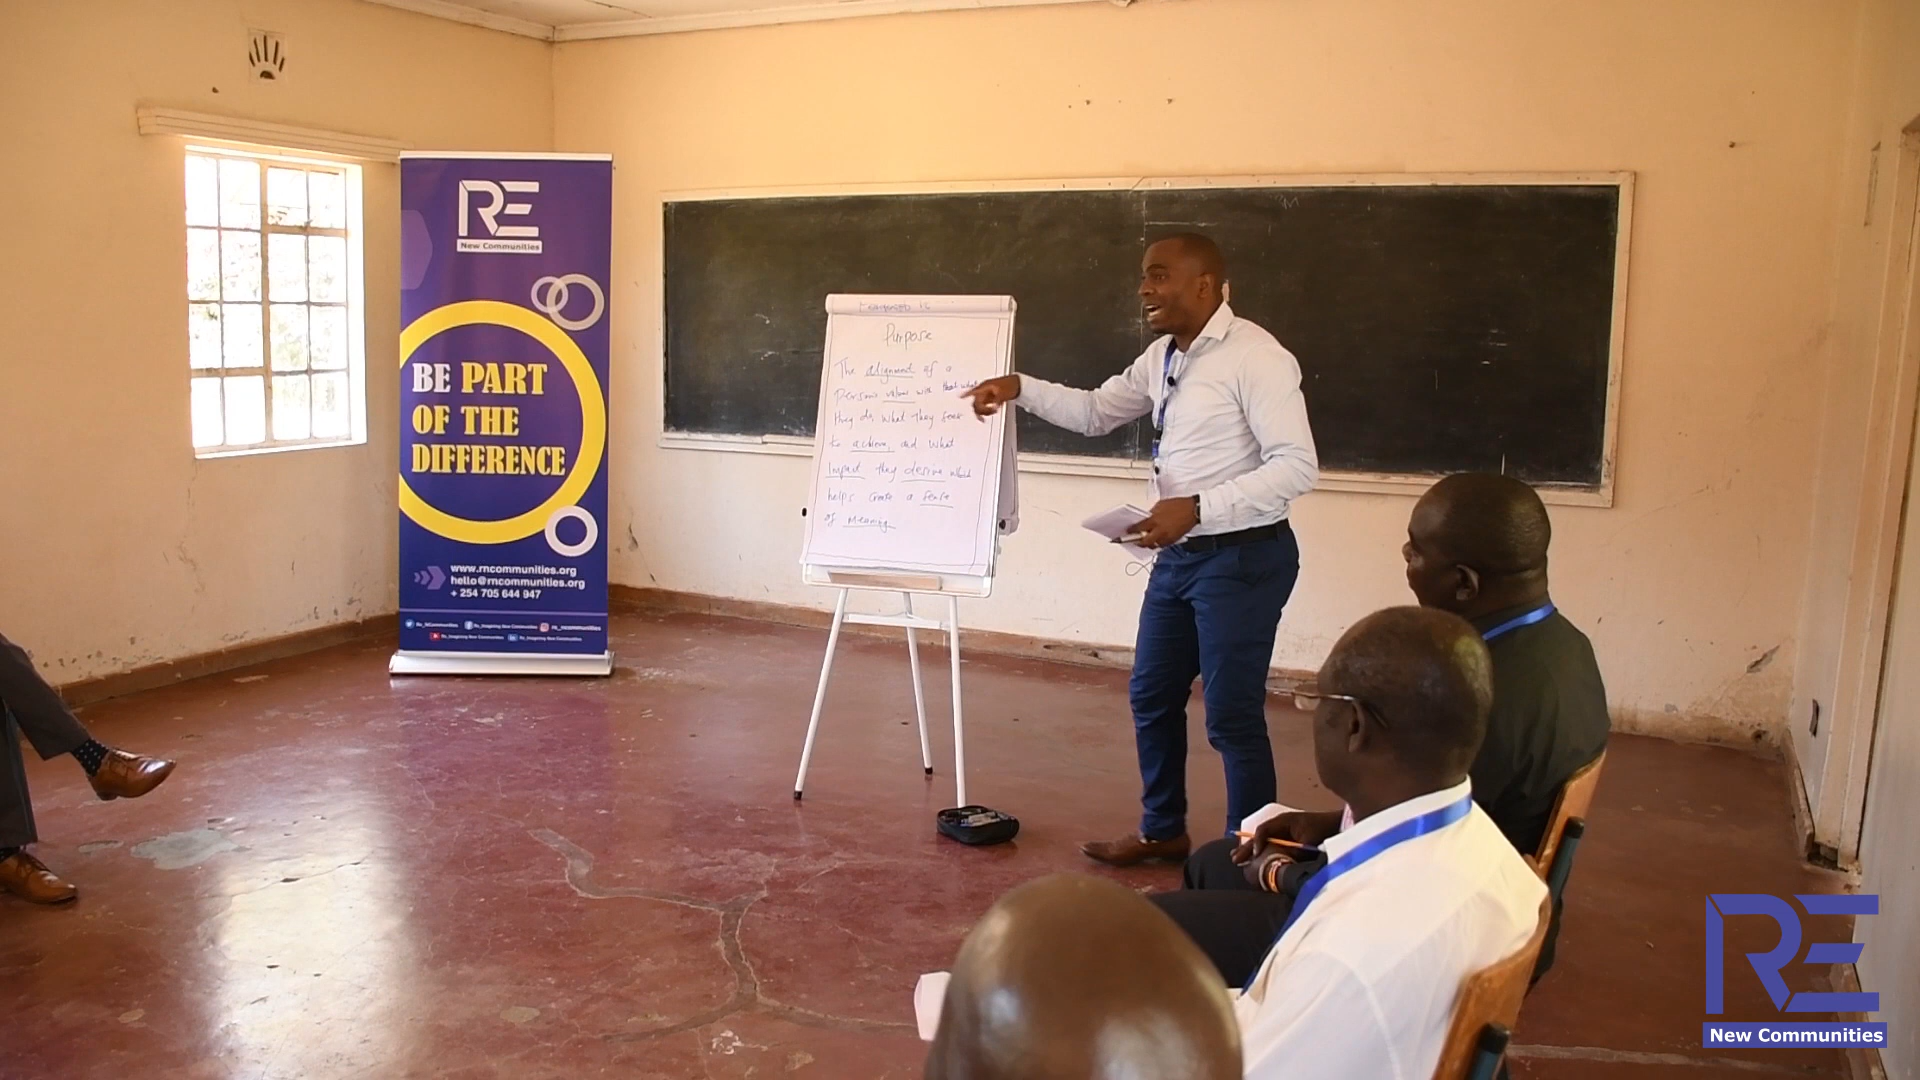 RE
New Communities
BE PART
OF THE
DIFFERENCE
www.rncommunities.org
hello@rncommunities.org
+ 254 705 644 947
Purpose
The alignment of a
Person's values with that what
they do, what they seek
to achieve, and what
Impact they desire which
helps create a sense
of meaning
RE
New Communities